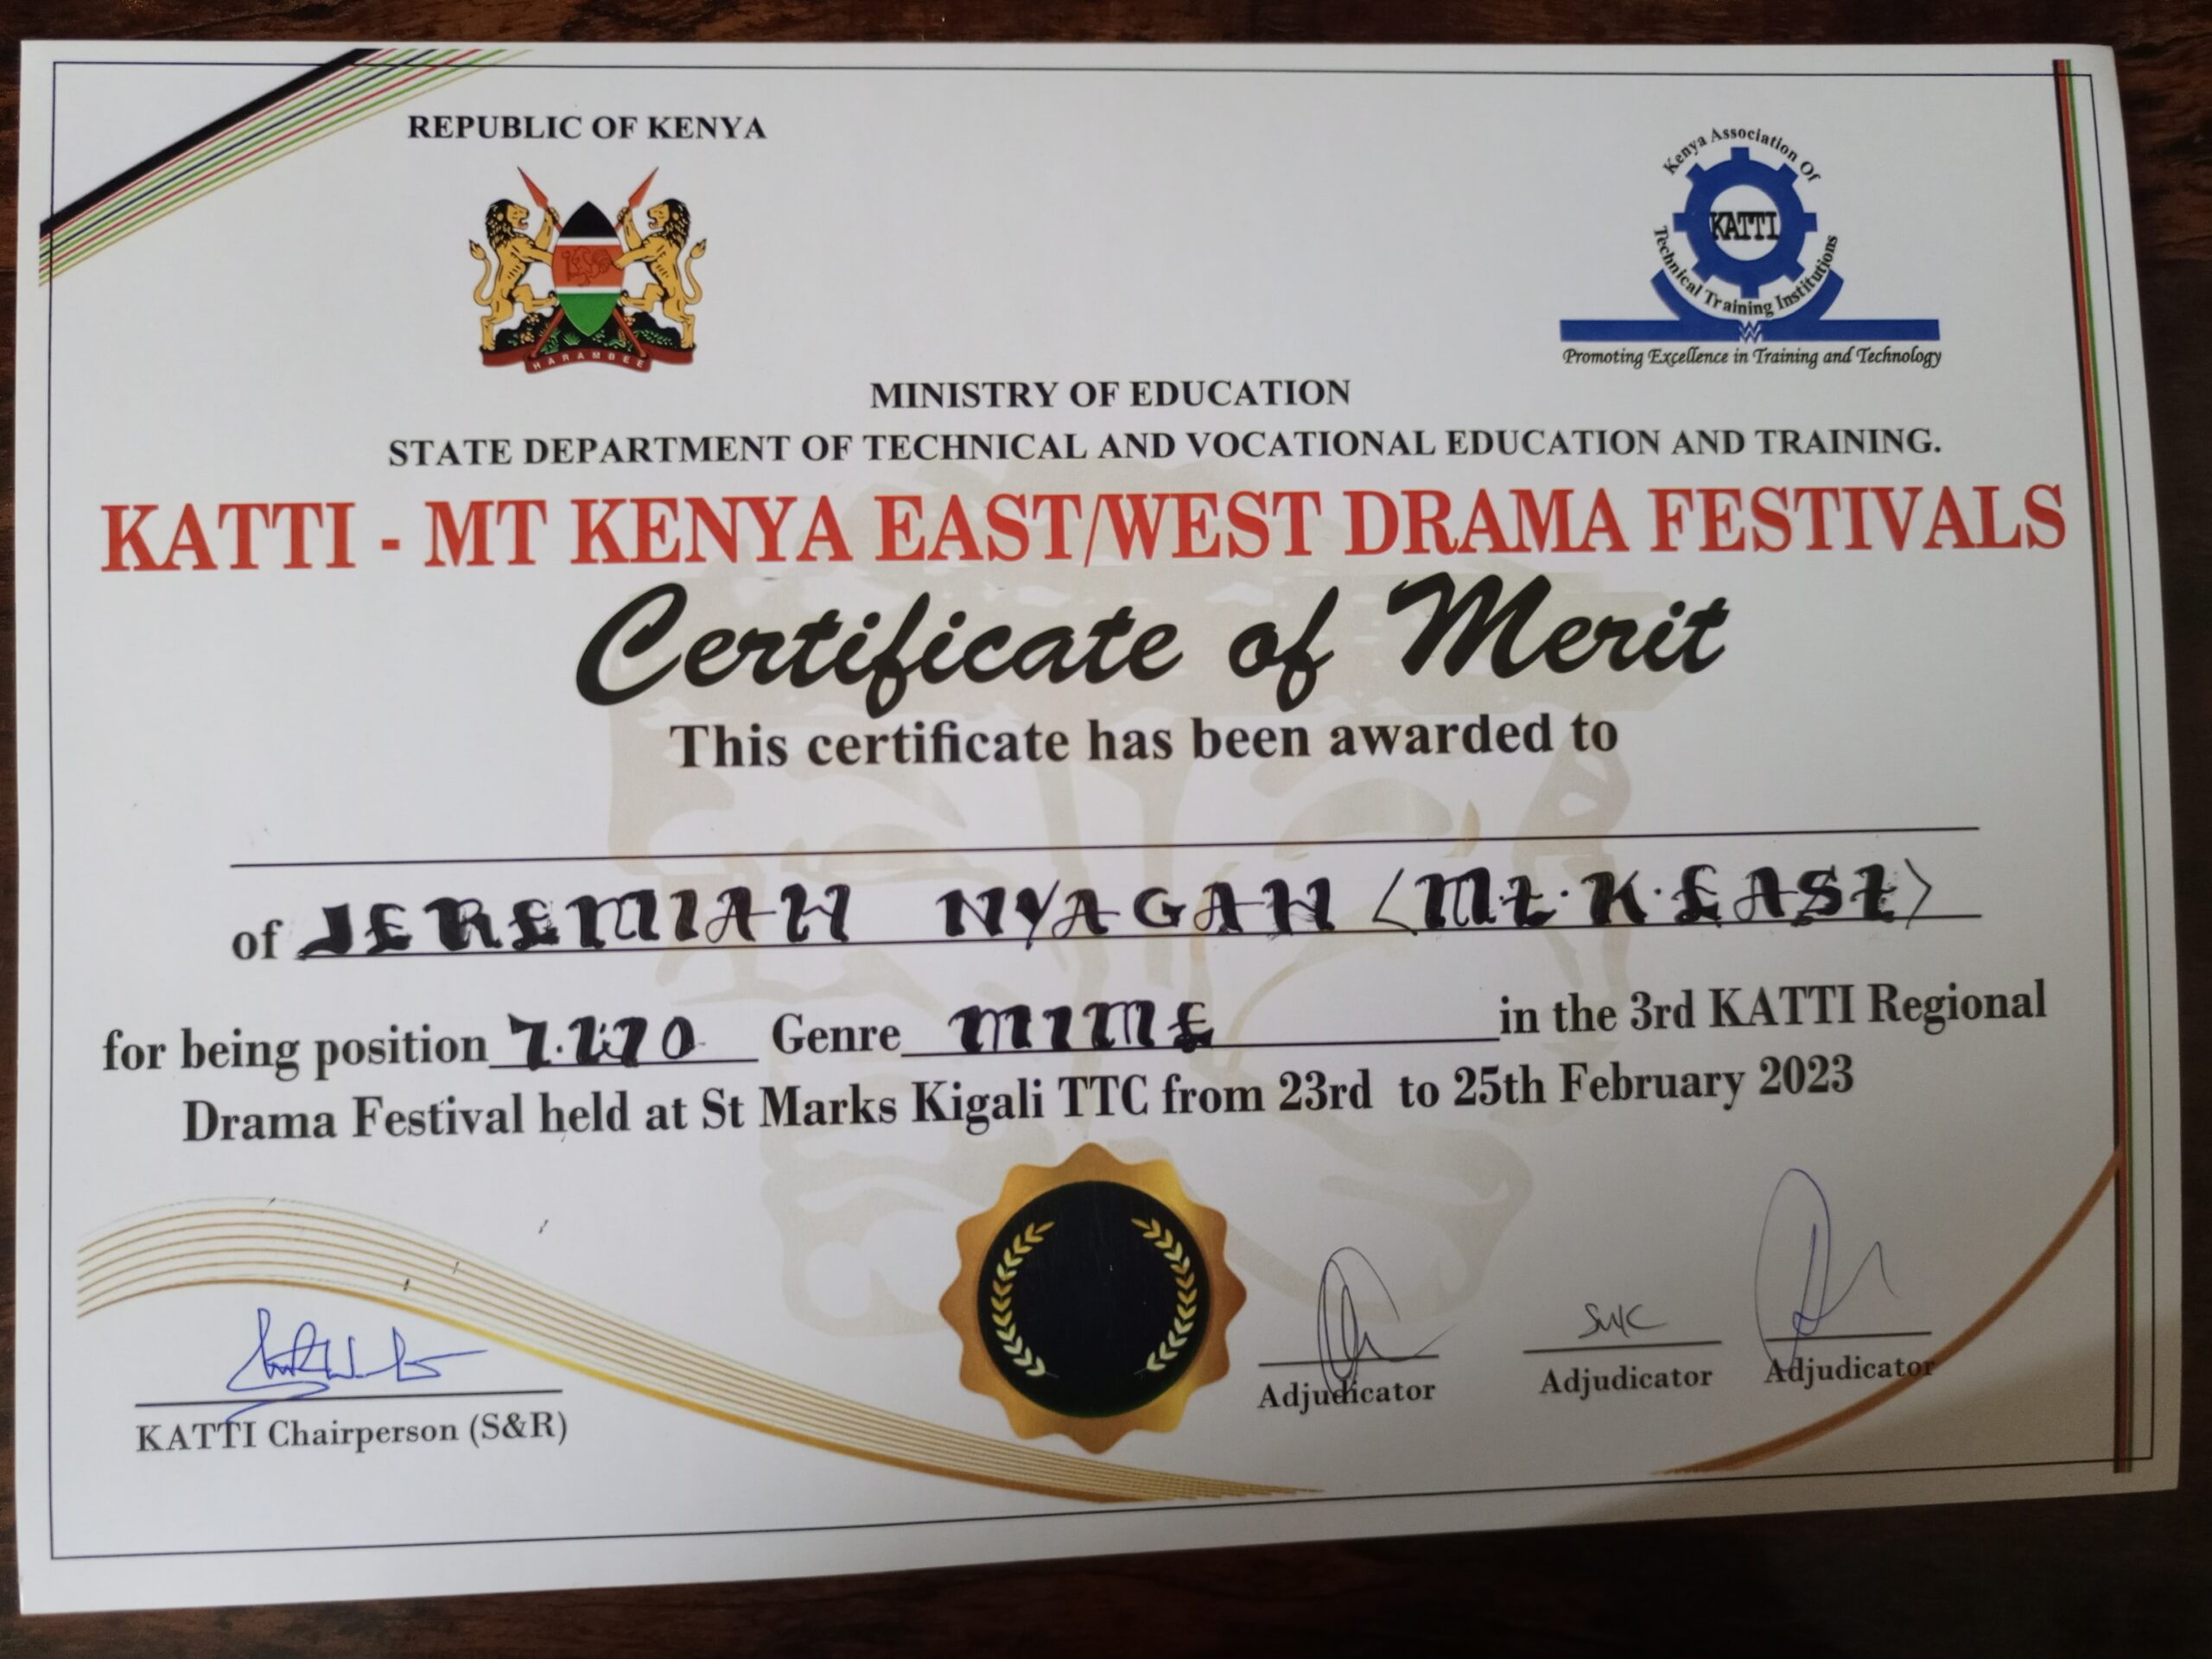 REPUBLIC OF KENYA
HARAMBEE
Kenya Association Of
KATTI
Technical Training Institutions
Promoting Excellence in Training and Technology
MINISTRY OF EDUCATION
STATE DEPARTMENT OF TECHNICAL AND VOCATIONAL EDUCATION AND TRAINING.
KATTI - MT KENYA EAST/WEST DRAMA FESTIVALS
Certificate of Merit
This certificate has been awarded to
of JEREMIAH NYAGAH (Mt.K.EASt)
for being position Genre MIME in the 3rd KATTI Regional
Drama Festival held at St Marks Kigali TTC from 23rd to 25th February 2023
KATTI Chairperson (S&R)
Adjudicator
Adjudicator
Adjudicator